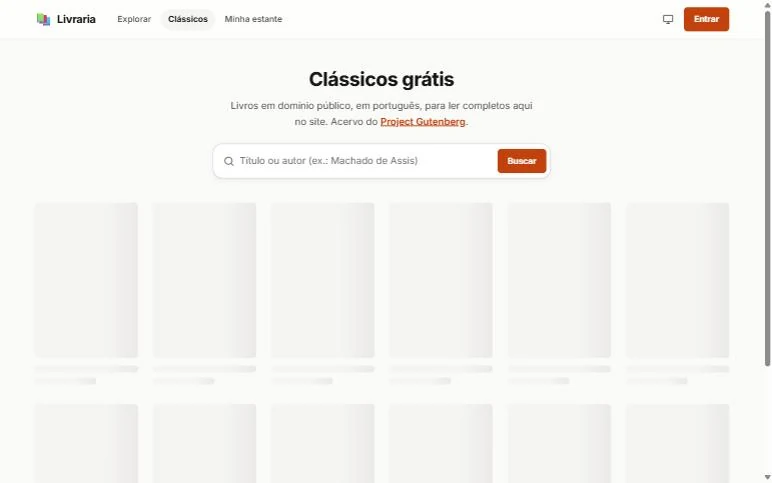 Livraria
Explorar
Clássicos
Minha estante
Entrar
Clássicos grátis
Livros em domínio público, em português, para ler completos aqui
no site. Acervo do Project Gutenberg.
Título ou autor (ex.: Machado de Assis)
Buscar